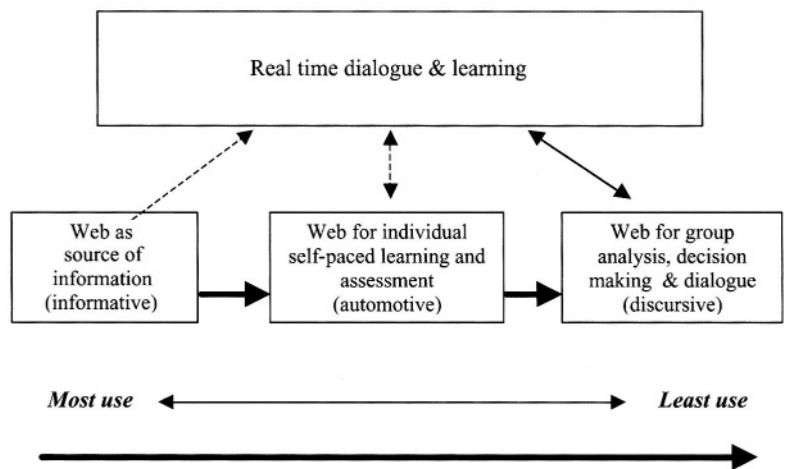 Real time dialogue & learning
Web as
source of
information
(informative)
Web for individual
self-paced learning and
assessment
(automotive)
Web for group
analysis, decision
making & dialogue
(discursive)
Most use
Least use